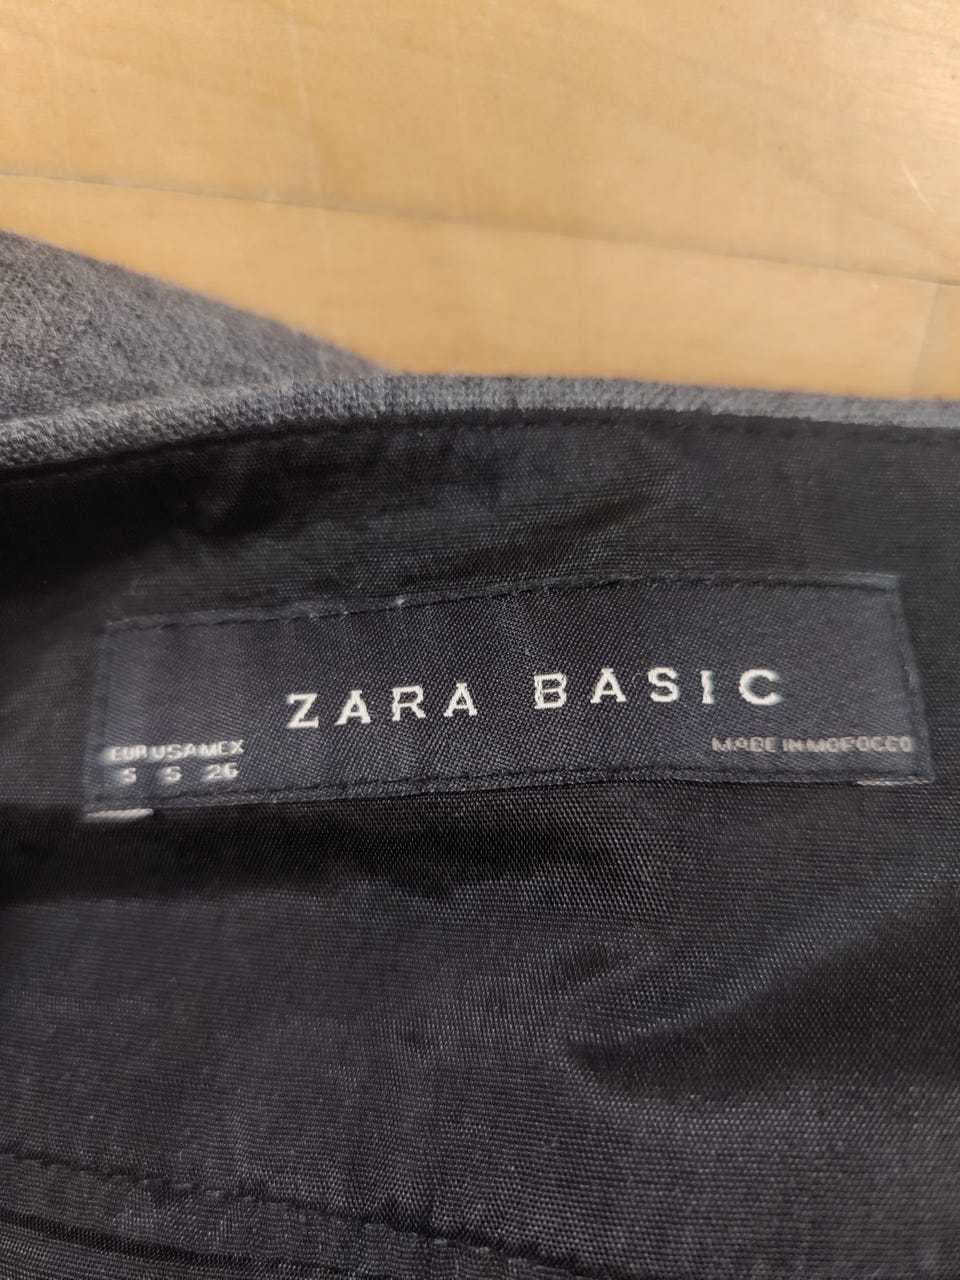 ZARA BASIC
EUR USA MEX
S S 26
MADE IN MOROCCO